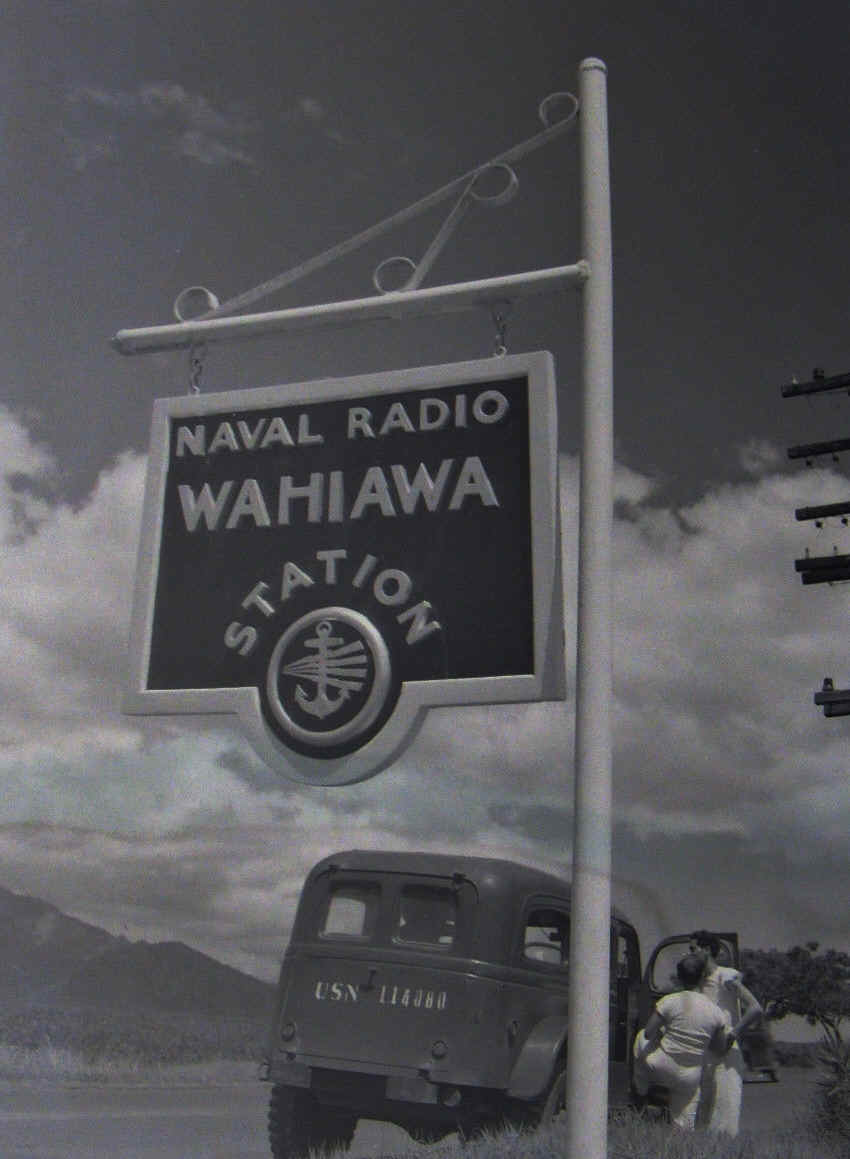 NAVAL RADIO
WAHIAWA
STATION
USN 114080